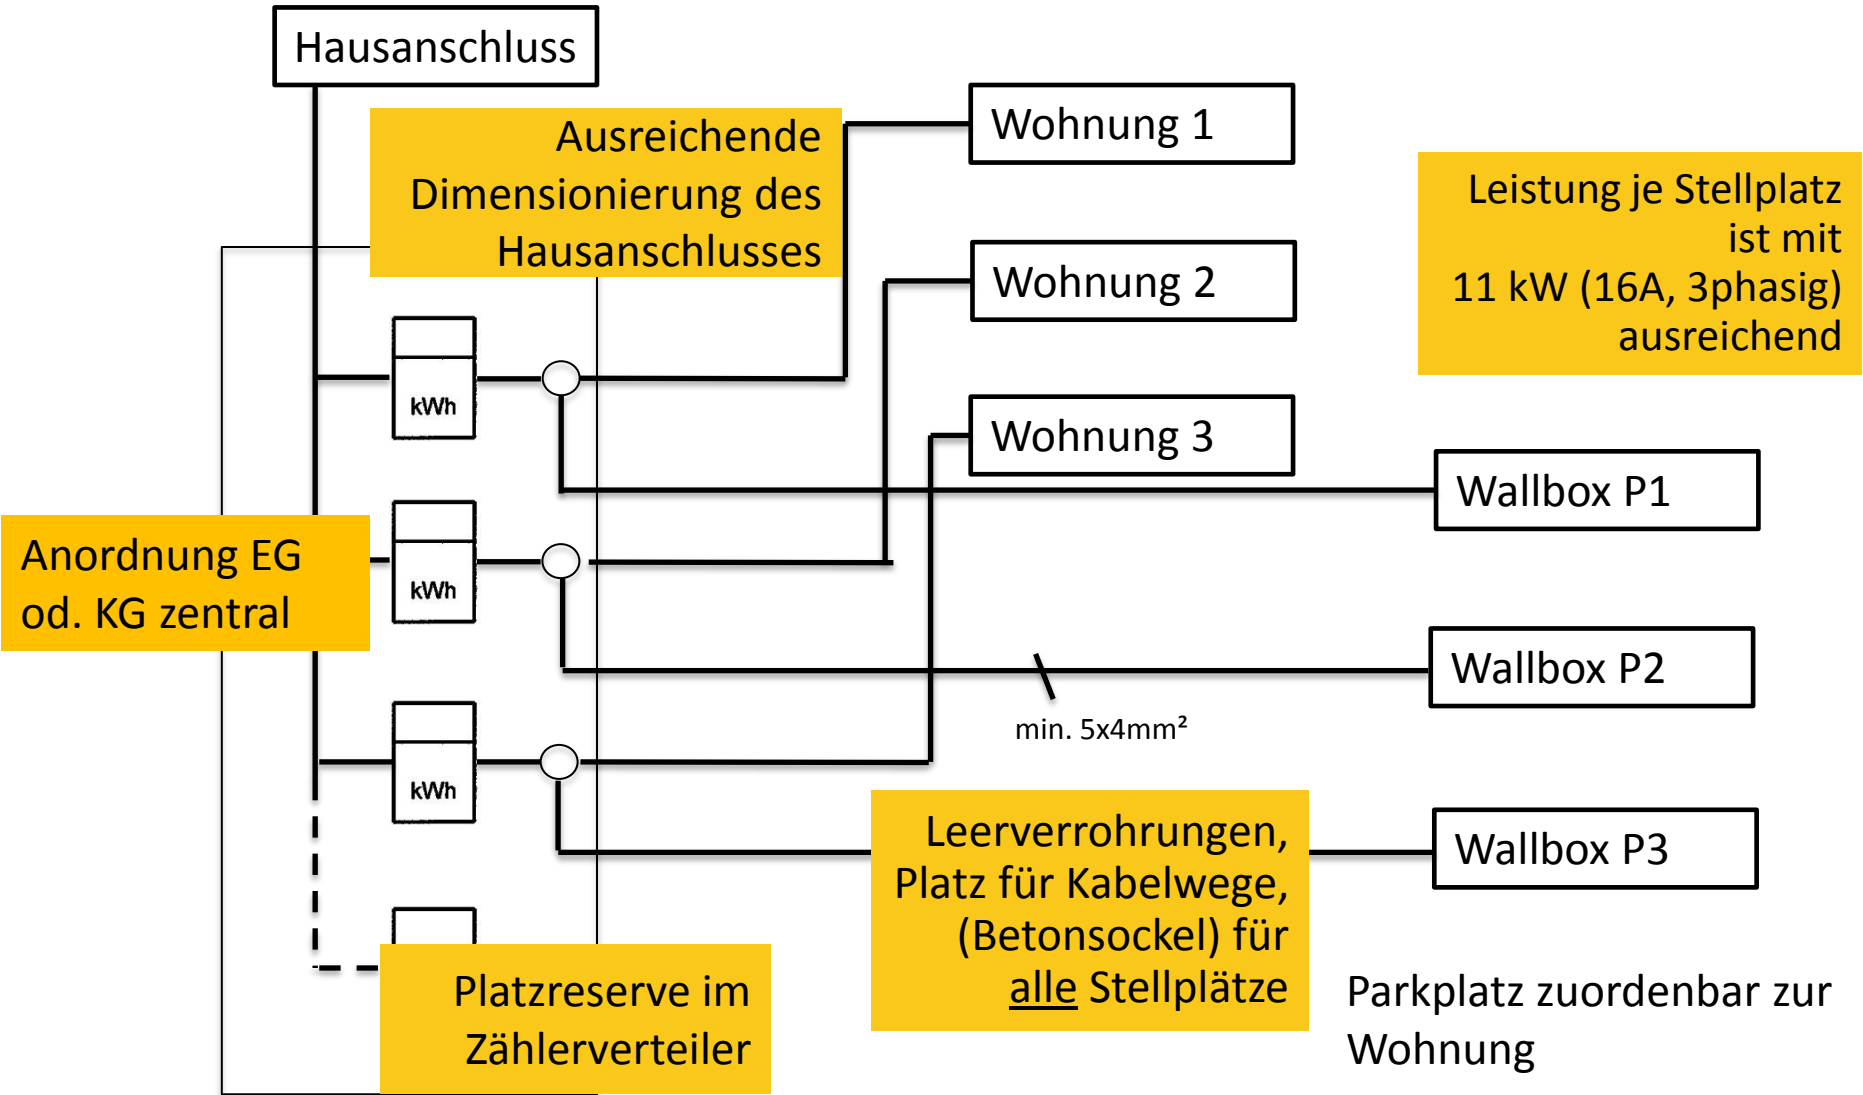 Hausanschluss
Ausreichende
Dimensionierung des
Hausanschlusses
Wohnung 1
Leistung je Stellplatz
ist mit
11 kW (16A, 3phasig)
ausreichend
Wohnung 2
kWh
Wohnung 3
Wallbox P1
Anordnung EG
od. KG zentral
kWh
Wallbox P2
min. 5x4mm²
kWh
Leerverrohrungen,
Platz für Kabelwege,
(Betonsockel) für
alle Stellplätze
Wallbox P3
Platzreserve im
Zählerverteiler
Parkplatz zuordenbar zur
Wohnung